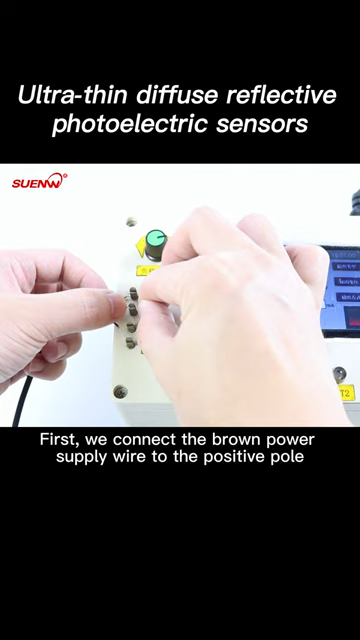 Ultra-thin diffuse reflective
photoelectric sensors
SUENW
T2
First, we connect the brown power
supply wire to the positive pole